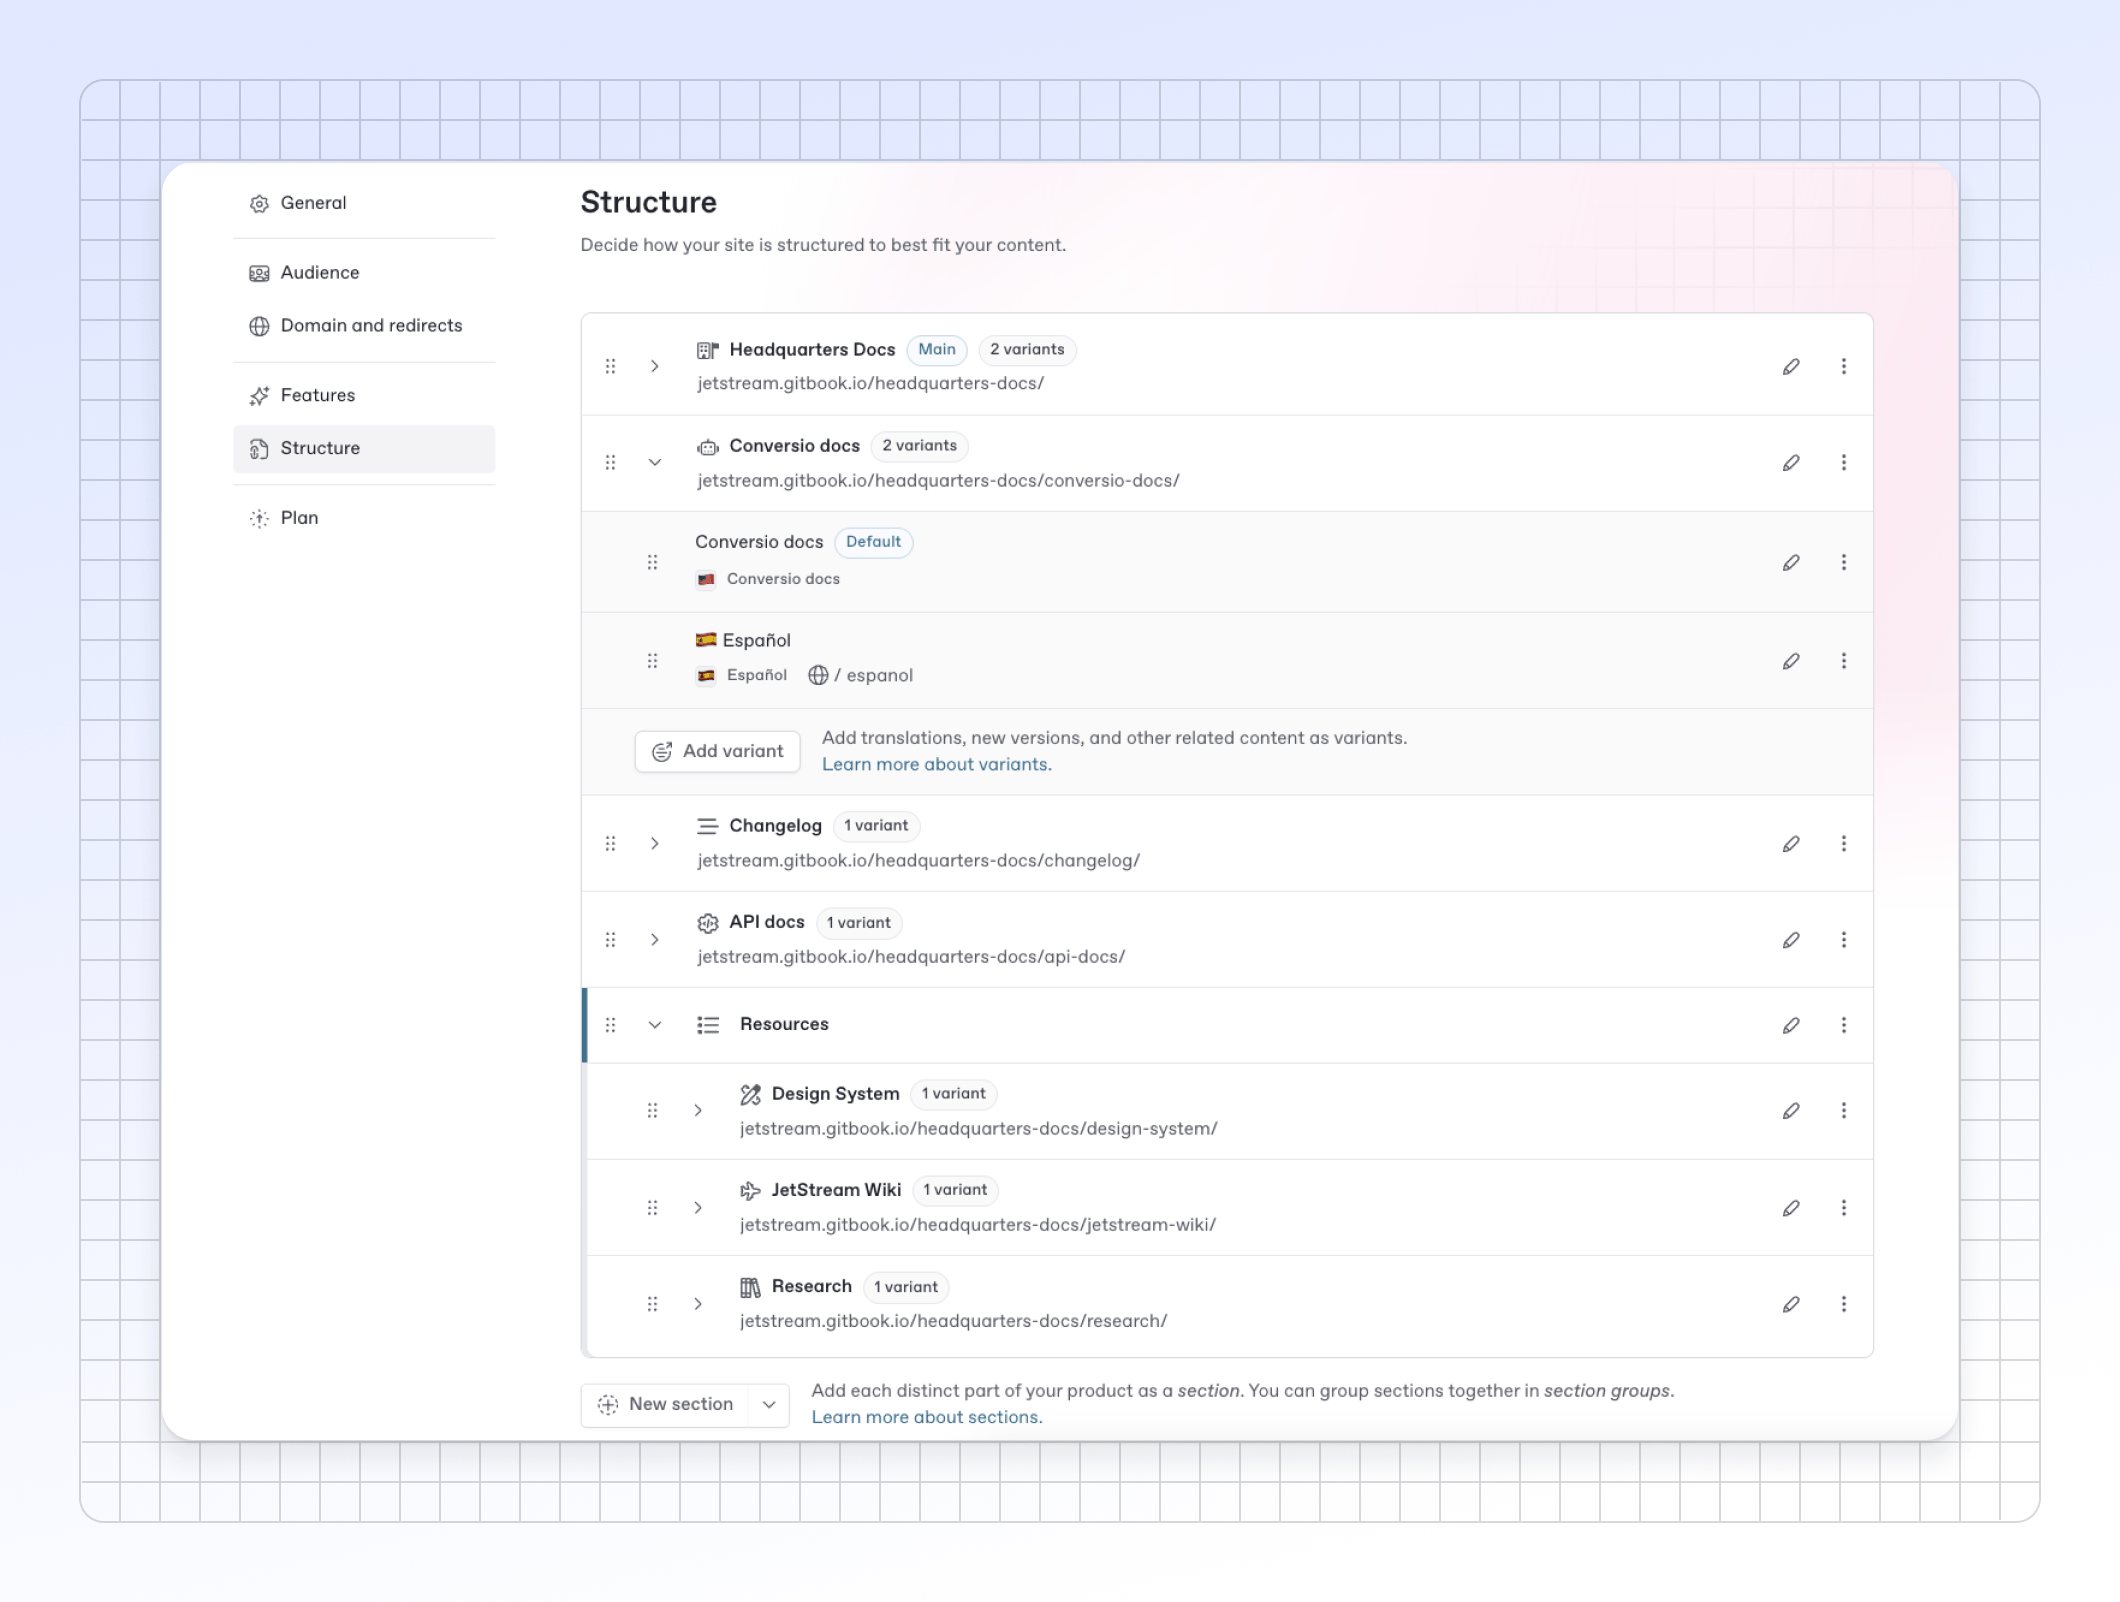 General
Audience
Domain and redirects
Features
Structure
Plan
Structure
Decide how your site is structured to best fit your content.
Headquarters Docs Main 2 variants
jetstream.gitbook.io/headquarters-docs/
Conversio docs 2 variants
jetstream.gitbook.io/headquarters-docs/conversio-docs/
Conversio docs Default
Conversio docs
Español
Español / espanol
Add variant
Add translations, new versions, and other related content as variants.
Learn more about variants.
Changelog 1 variant
jetstream.gitbook.io/headquarters-docs/changelog/
API docs 1 variant
jetstream.gitbook.io/headquarters-docs/api-docs/
Resources
Design System 1 variant
jetstream.gitbook.io/headquarters-docs/design-system/
JetStream Wiki 1 variant
jetstream.gitbook.io/headquarters-docs/jetstream-wiki/
Research 1 variant
jetstream.gitbook.io/headquarters-docs/research/
New section
Add each distinct part of your product as a section. You can group sections together in section groups.
Learn more about sections.